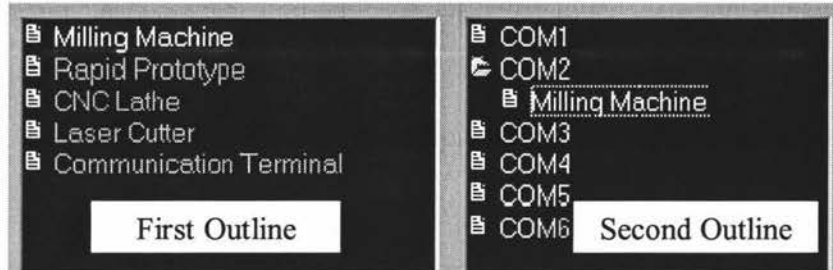 Milling Machine
Rapid Prototype
CNC Lathe
Laser Cutter
Communication Terminal
First Outline
COM1
COM2
Milling Machine
COM3
COM4
COM5
COM6
Second Outline